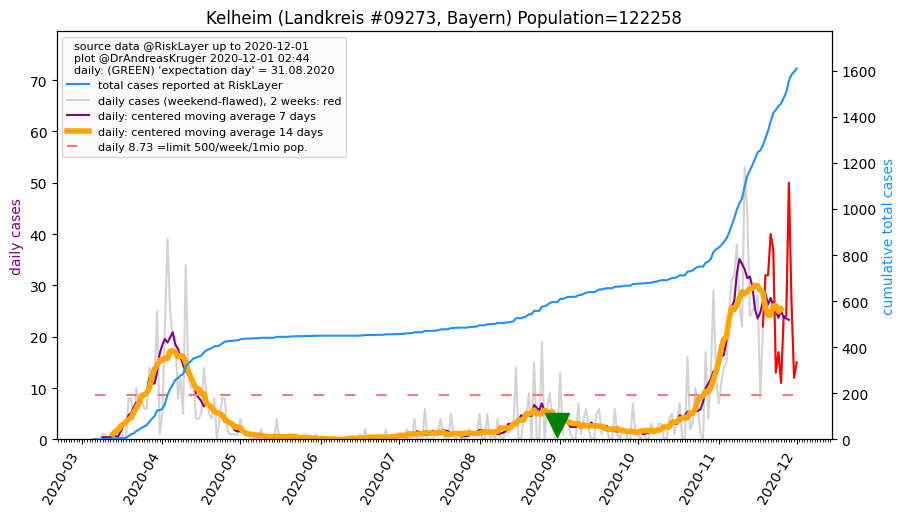 Kelheim (Landkreis #09273, Bayern) Population=122258
source data @RiskLayer up to 2020-12-01
plot @DrAndreasKruger 2020-12-01 02:44
daily: (GREEN) 'expectation day' = 31.08.2020
total cases reported at RiskLayer
daily cases (weekend-flawed), 2 weeks: red
daily: centered moving average 7 days
daily: centered moving average 14 days
daily 8.73 =limit 500/week/1mio pop.
daily cases
70
60
50
40
30
20
10
0
cumulative total cases
1600
1400
1200
1000
800
600
400
200
0
2020-03
2020-04
2020-05
2020-06
2020-07
2020-08
2020-09
2020-10
2020-11
2020-12